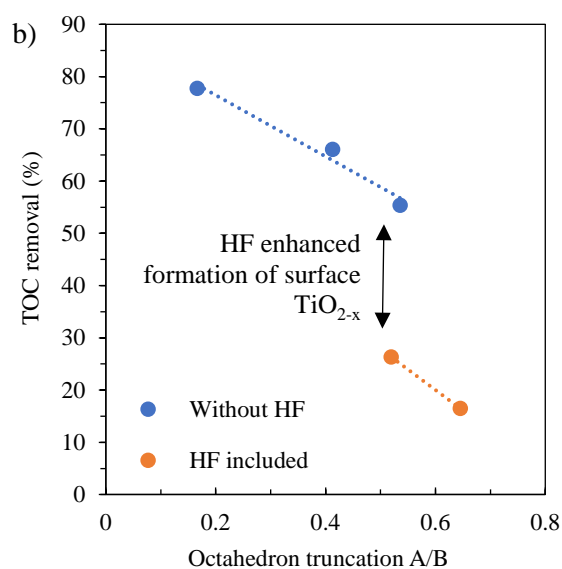 b)
90
80
70
60
50
40
30
20
10
0
TOC removal (%)
HF enhanced
formation of surface
TiO2-x
Without HF
HF included
0 0.2 0.4 0.6 0.8
Octahedron truncation A/B